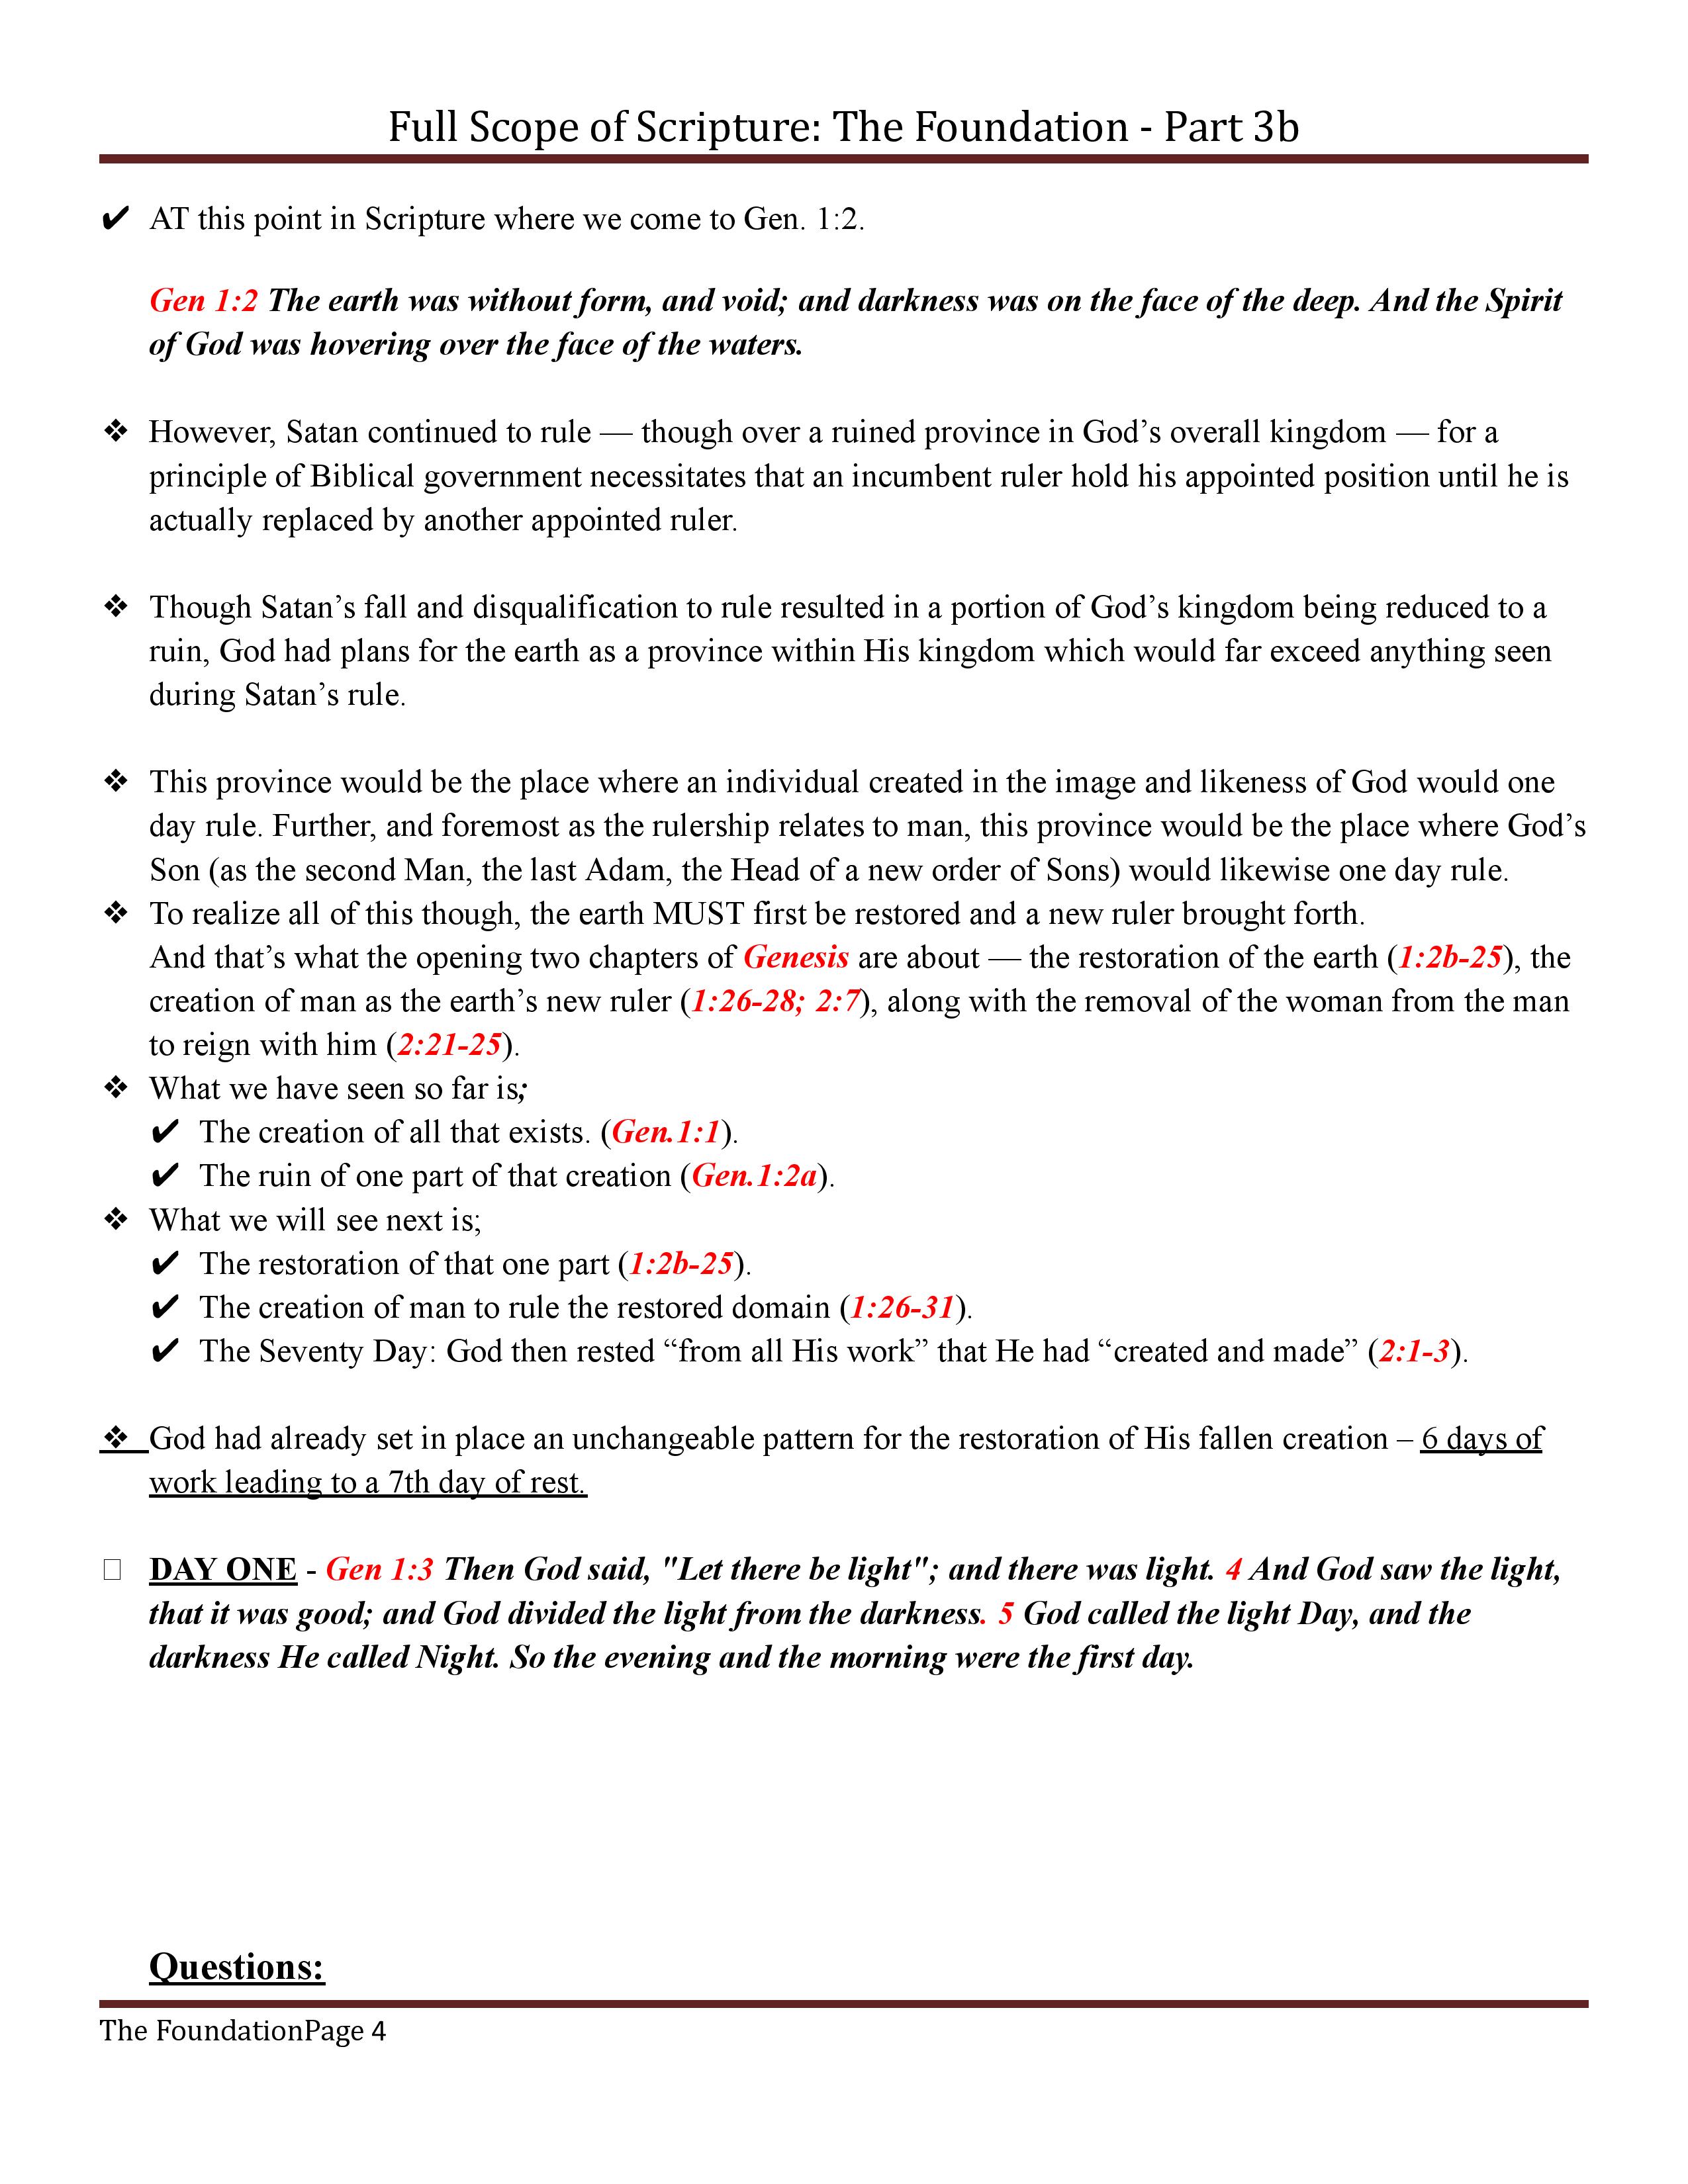 Full Scope of Scripture: The Foundation - Part 3b
✔ AT this point in Scripture where we come to Gen. 1:2.
Gen 1:2 The earth was without form, and void; and darkness was on the face of the deep. And the Spirit
of God was hovering over the face of the waters.
❖ However, Satan continued to rule — though over a ruined province in God’s overall kingdom — for a
principle of Biblical government necessitates that an incumbent ruler hold his appointed position until he is
actually replaced by another appointed ruler.
❖ Though Satan’s fall and disqualification to rule resulted in a portion of God’s kingdom being reduced to a
ruin, God had plans for the earth as a province within His kingdom which would far exceed anything seen
during Satan’s rule.
❖ This province would be the place where an individual created in the image and likeness of God would one
day rule. Further, and foremost as the rulership relates to man, this province would be the place where God’s
Son (as the second Man, the last Adam, the Head of a new order of Sons) would likewise one day rule.
❖ To realize all of this though, the earth MUST first be restored and a new ruler brought forth.
And that’s what the opening two chapters of Genesis are about — the restoration of the earth (1:2b-25), the
creation of man as the earth’s new ruler (1:26-28; 2:7), along with the removal of the woman from the man
to reign with him (2:21-25).
❖ What we have seen so far is;
✔ The creation of all that exists. (Gen.1:1).
✔ The ruin of one part of that creation (Gen.1:2a).
❖ What we will see next is;
✔ The restoration of that one part (1:2b-25).
✔ The creation of man to rule the restored domain (1:26-31).
✔ The Seventy Day: God then rested “from all His work” that He had “created and made” (2:1-3).
❖ God had already set in place an unchangeable pattern for the restoration of His fallen creation – 6 days of
work leading to a 7th day of rest.
□ DAY ONE - Gen 1:3 Then God said, "Let there be light"; and there was light. 4 And God saw the light,
that it was good; and God divided the light from the darkness. 5 God called the light Day, and the
darkness He called Night. So the evening and the morning were the first day.
Questions:
The FoundationPage 4